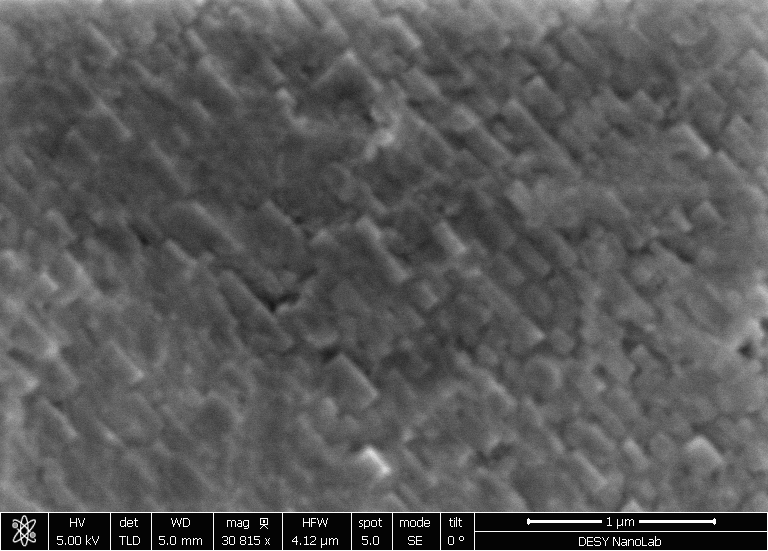 HV det WD mag HFW spot mode tilt
5.00 kV TLD 5.0 mm 30 815 x 4.12 µm 5.0 SE 0 °
1 µm
DESY NanoLab